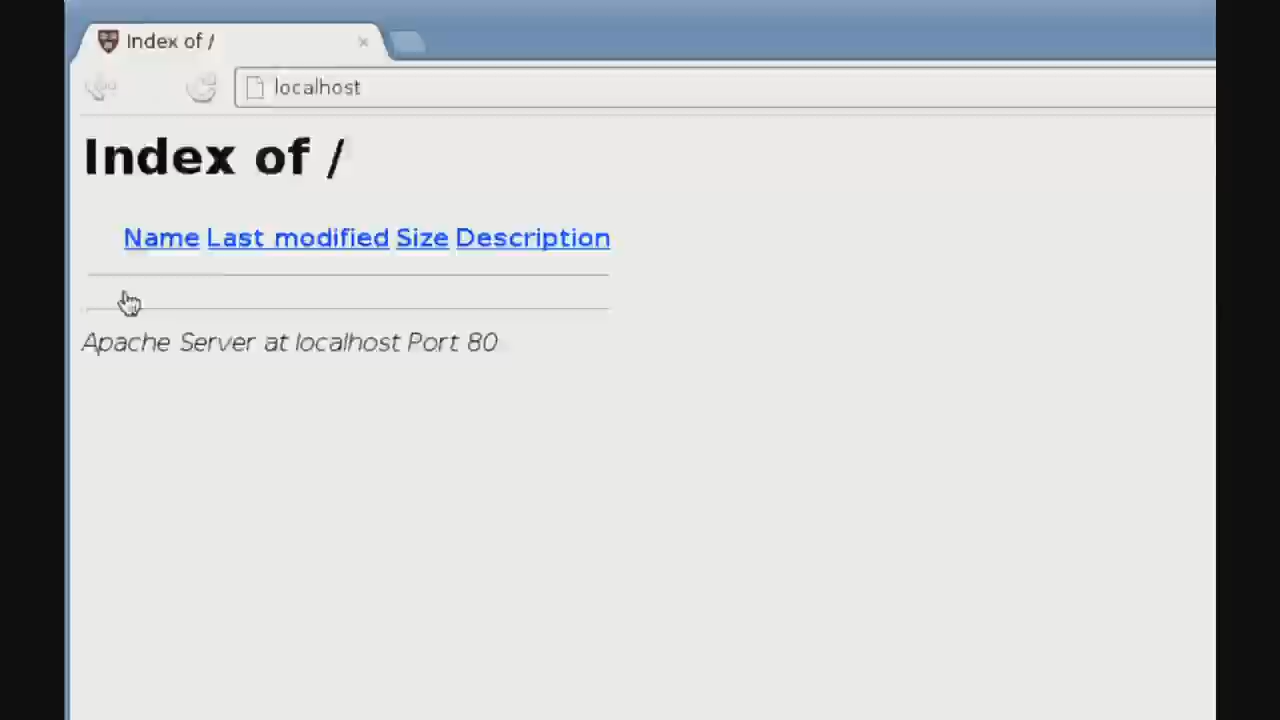 Index of /
localhost
Index of /
Name Last modified Size Description
Apache Server at localhost Port 80